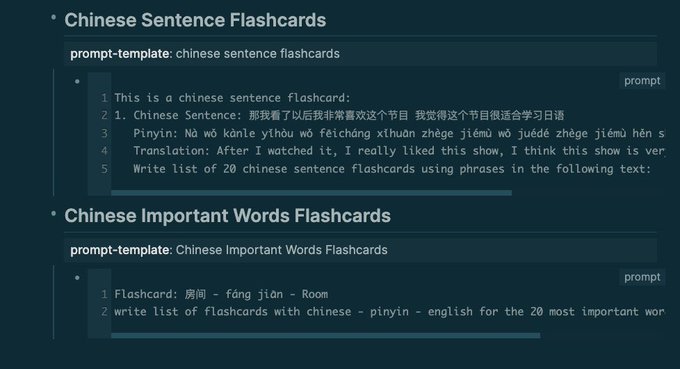 Chinese Sentence Flashcards
prompt-template: chinese sentence flashcards
prompt
1 This is a chinese sentence flashcard:
2 1. Chinese Sentence: 那我看了以后我非常喜欢这个节目 我觉得这个节目很适合学习日语
3 Pinyin: Nà wǒ kànle yǐhòu wǒ fēicháng xǐhuān zhège jiémù wǒ juédé zhège jiémù hěn s
4 Translation: After I watched it, I really liked this show, I think this show is ver
5 Write list of 20 chinese sentence flashcards using phrases in the following text:
Chinese Important Words Flashcards
prompt-template: Chinese Important Words Flashcards
prompt
1 Flashcard: 房间 - fáng jiān - Room
2 write list of flashcards with chinese - pinyin - english for the 20 most important wor